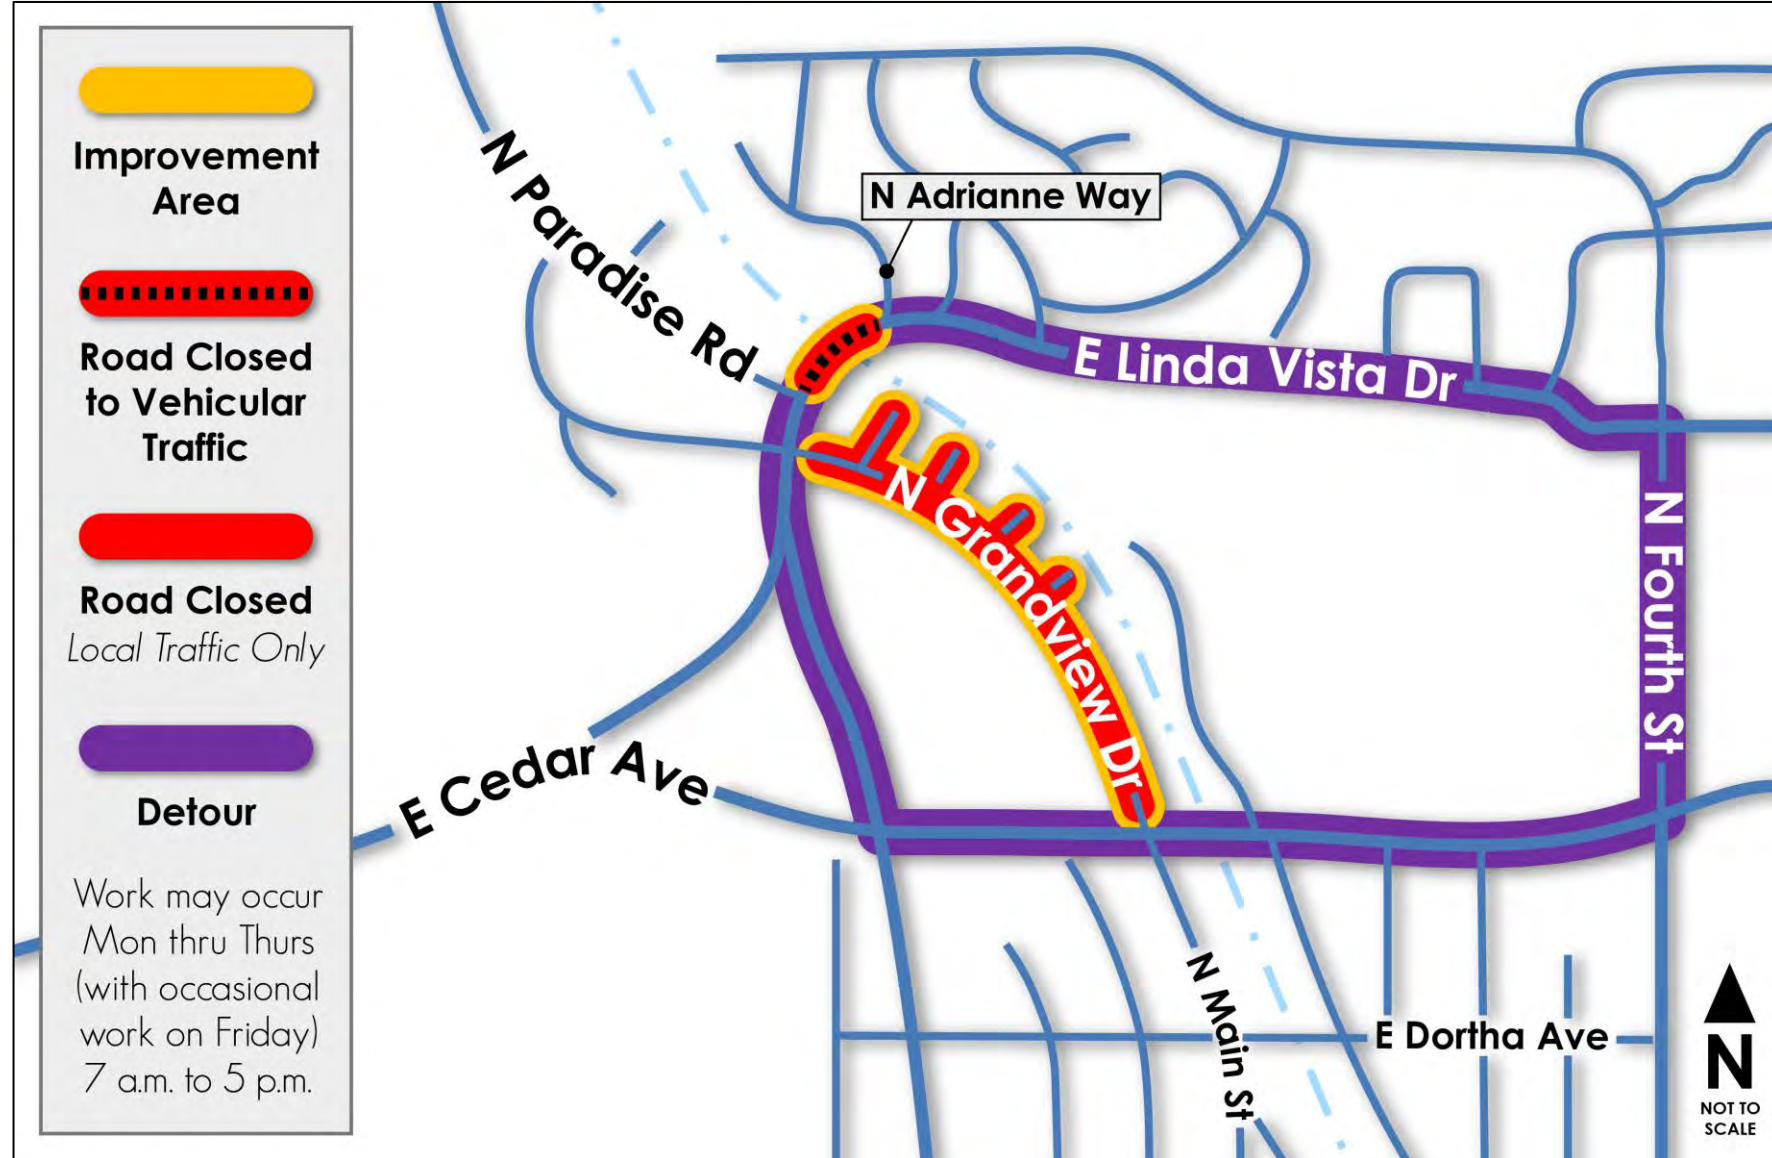 Improvement
Area
Road Closed
to Vehicular
Traffic
Road Closed
Local Traffic Only
Detour
Work may occur
Mon thru Thurs
(with occasional
work on Friday)
7 a.m. to 5 p.m.
N Paradise Rd
N Adrianne Way
E Linda Vista Dr
N Grandview Dr
N Fourth St
E Cedar Ave
N Main St
E Dortha Ave
N
NOT TO
SCALE